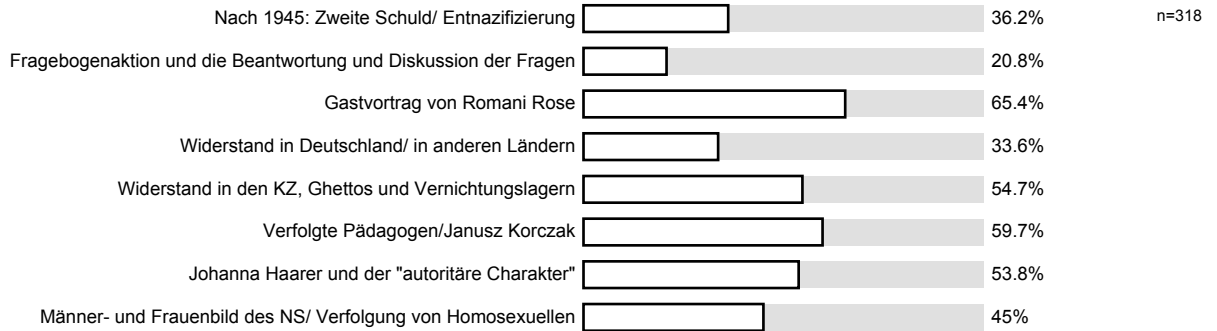 Nach 1945: Zweite Schuld/ Entnazifizierung 36.2% n=318
Fragebogenaktion und die Beantwortung und Diskussion der Fragen 20.8%
Gastvortrag von Romani Rose 65.4%
Widerstand in Deutschland/ in anderen Ländern 33.6%
Widerstand in den KZ, Ghettos und Vernichtungslagern 54.7%
Verfolgte Pädagogen/Janusz Korczak 59.7%
Johanna Haarer und der "autoritäre Charakter" 53.8%
Männer- und Frauenbild des NS/ Verfolgung von Homosexuellen 45%